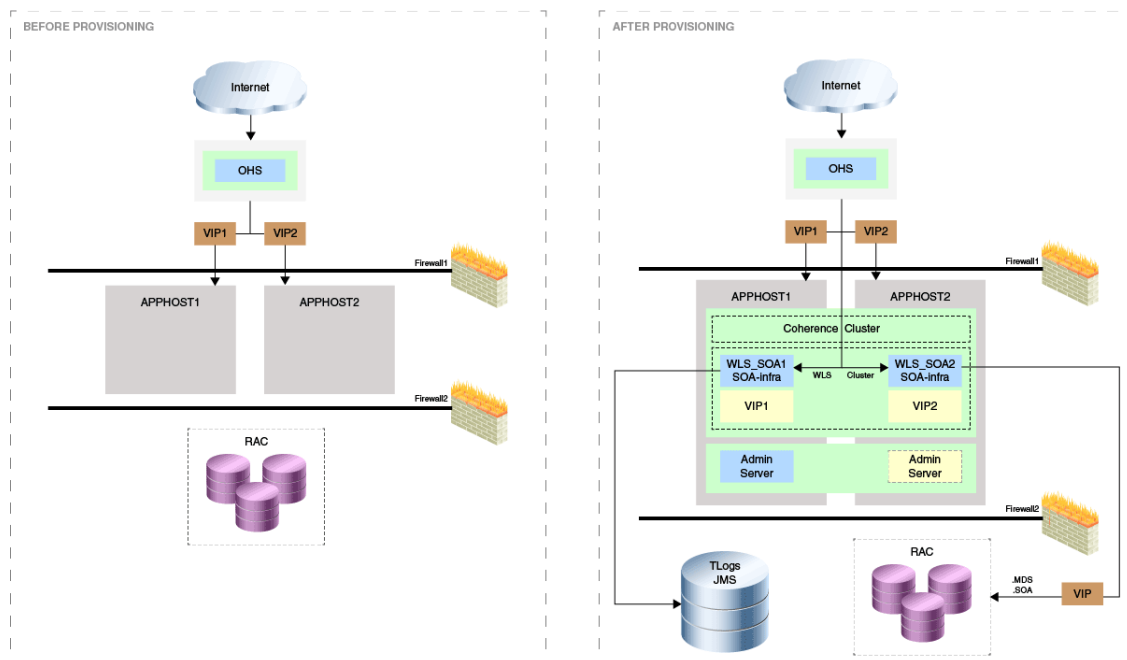 BEFORE PROVISIONING
Internet
OHS
VIP1
VIP2
Firewall1
APPHOST1
APPHOST2
Firewall2
RAC
AFTER PROVISIONING
Internet
OHS
VIP1
VIP2
Firewall1
APPHOST1
APPHOST2
Coherence Cluster
WLS_SOA1
SOA-infra
WLS Cluster
WLS_SOA2
SOA-infra
VIP1
VIP2
Admin
Server
Admin
Server
Firewall2
TLogs
JMS
RAC
.MDS
.SOA
VIP